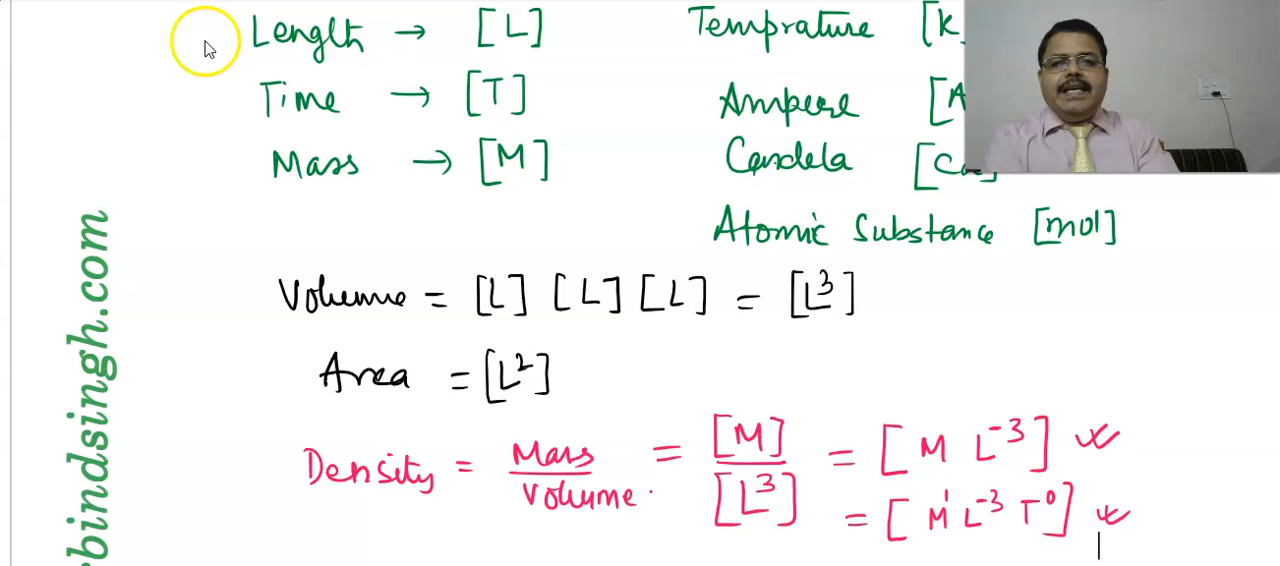 Length → [L] Temprature [K
Time → [T] Ampere [A
Mass → [M] Candela [Cd]
Atomic Substance [mol]
Volume = [L] [L] [L] = [L³]
Area = [L²]
Density = Mass / Volume. = [M] / [L³] = [M L⁻³]
= [M¹ L⁻³ T⁰]
rbindsingh.com